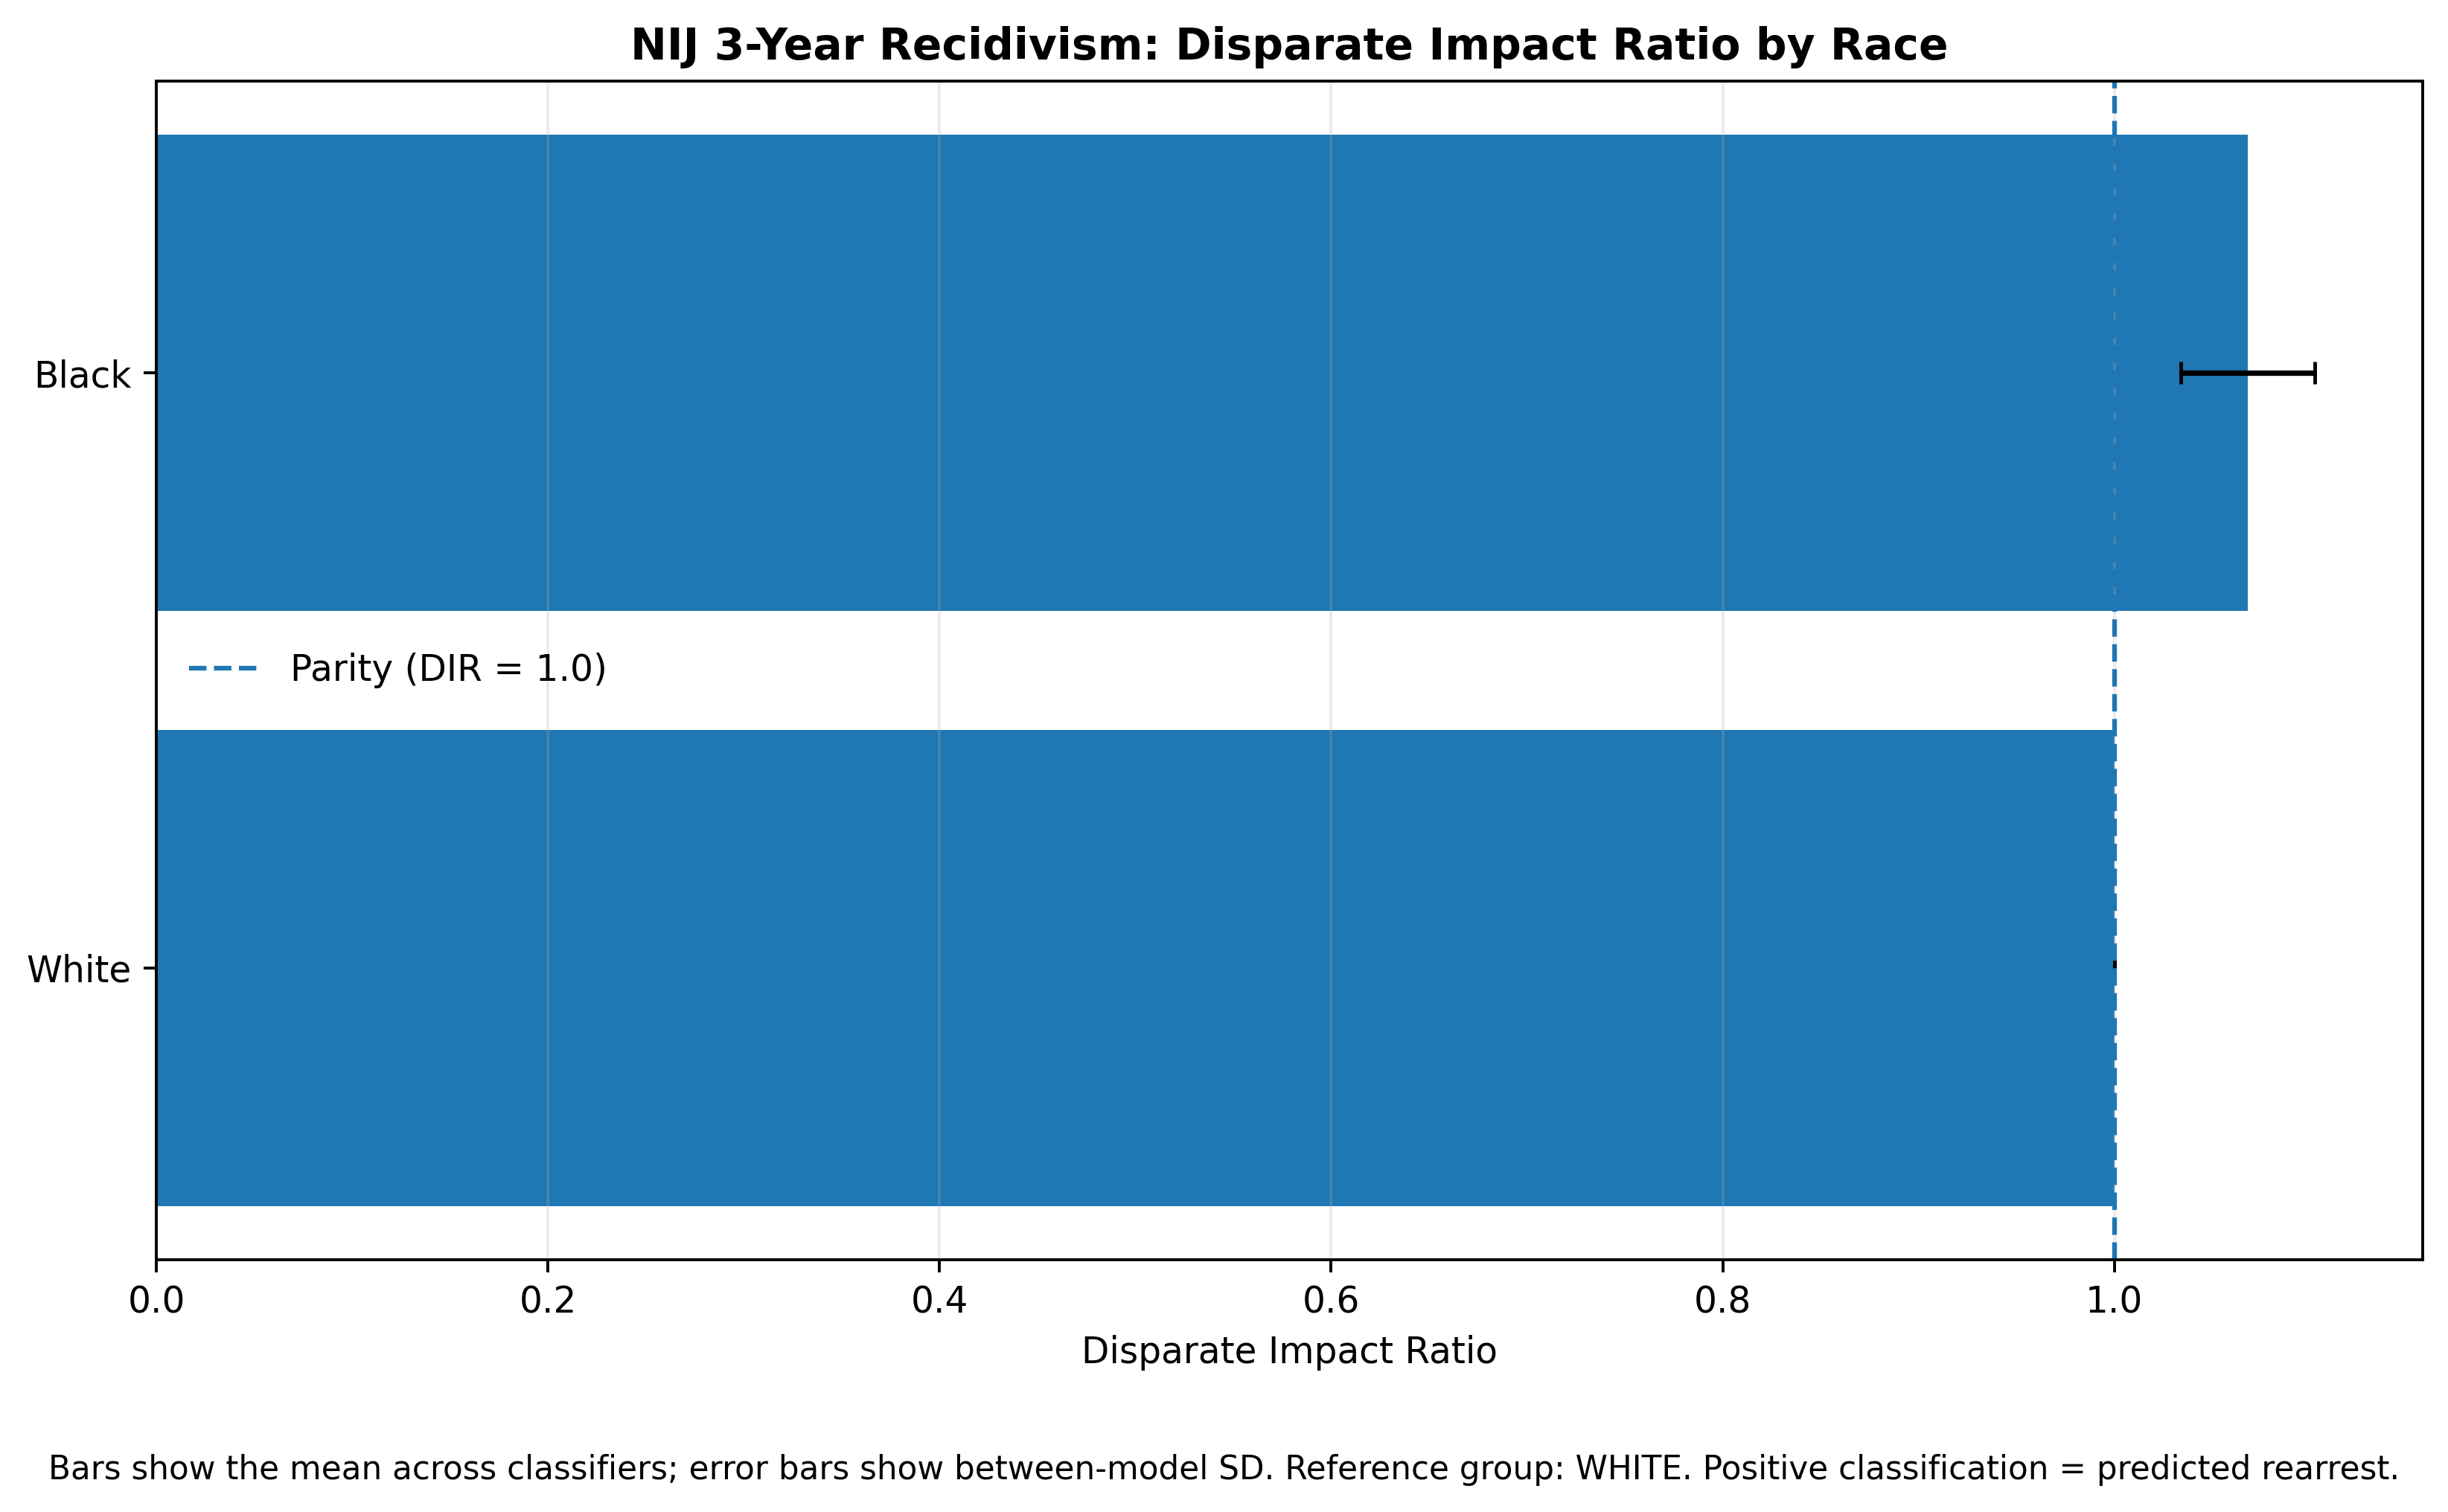 NIJ 3-Year Recidivism: Disparate Impact Ratio by Race
Black
Parity (DIR = 1.0)
White
0.0 0.2 0.4 0.6 0.8 1.0
Disparate Impact Ratio
Bars show the mean across classifiers; error bars show between-model SD. Reference group: WHITE. Positive classification = predicted rearrest.